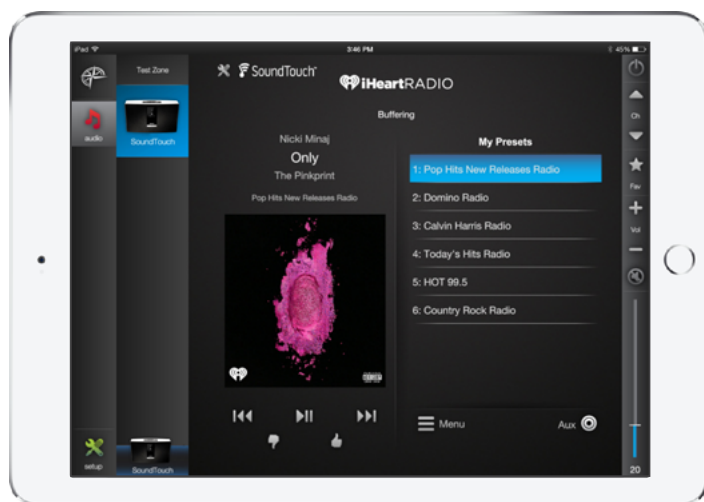 iPad
3:46 PM
45%
Test Zone
SoundTouch®
iHeartRADIO
Ch
audio
SoundTouch
Buffering
Nicki Minaj
Only
The Pinkprint
Pop Hits New Releases Radio
My Presets
1: Pop Hits New Releases Radio
2: Domino Radio
3: Calvin Harris Radio
4: Today's Hits Radio
5: HOT 99.5
6: Country Rock Radio
Fav
Vol
Menu
Aux
setup
SoundTouch
20